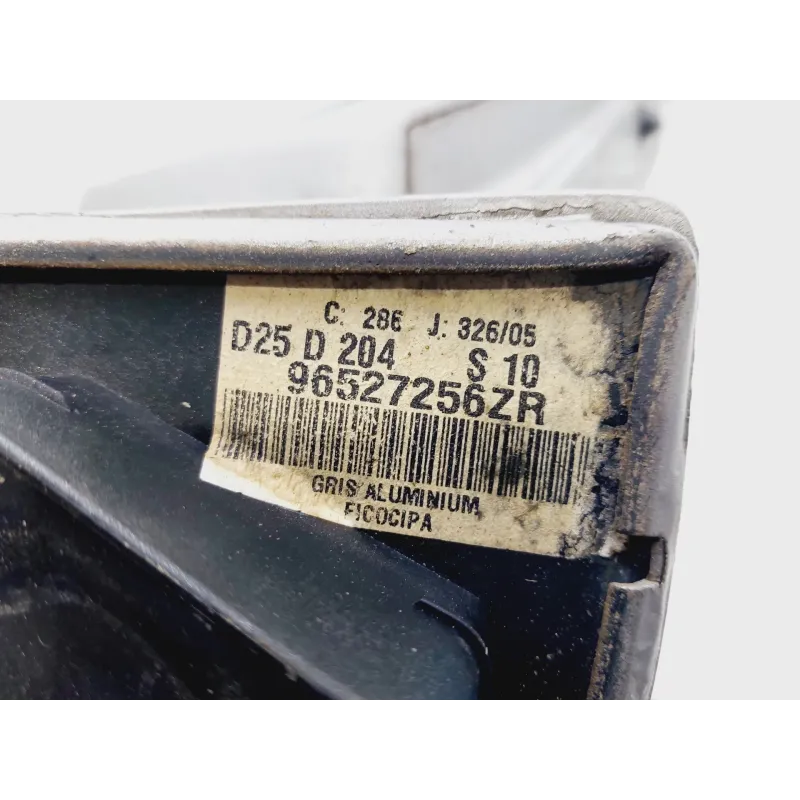 C: 286 J: 326/05
D25 D 204 S 10
96527256ZR
GRIS ALUMINIUM
FICOCIPA